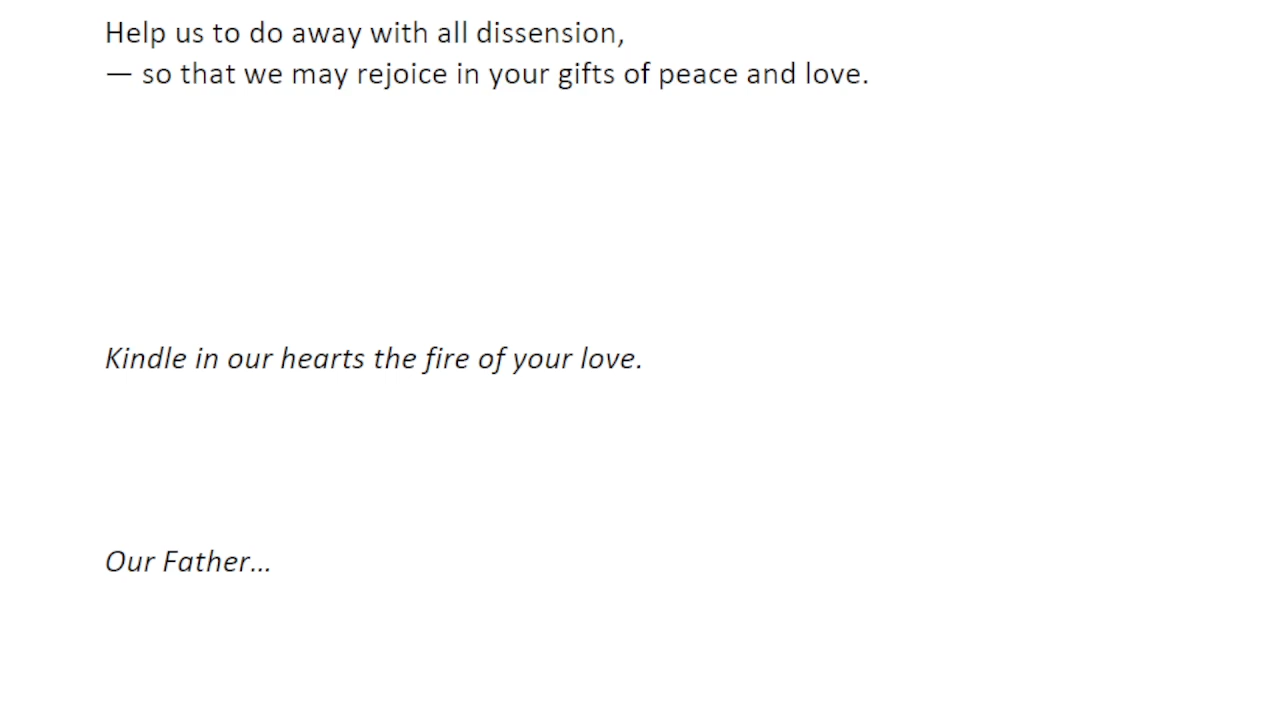 Help us to do away with all dissension,
— so that we may rejoice in your gifts of peace and love.
Kindle in our hearts the fire of your love.
Our Father...